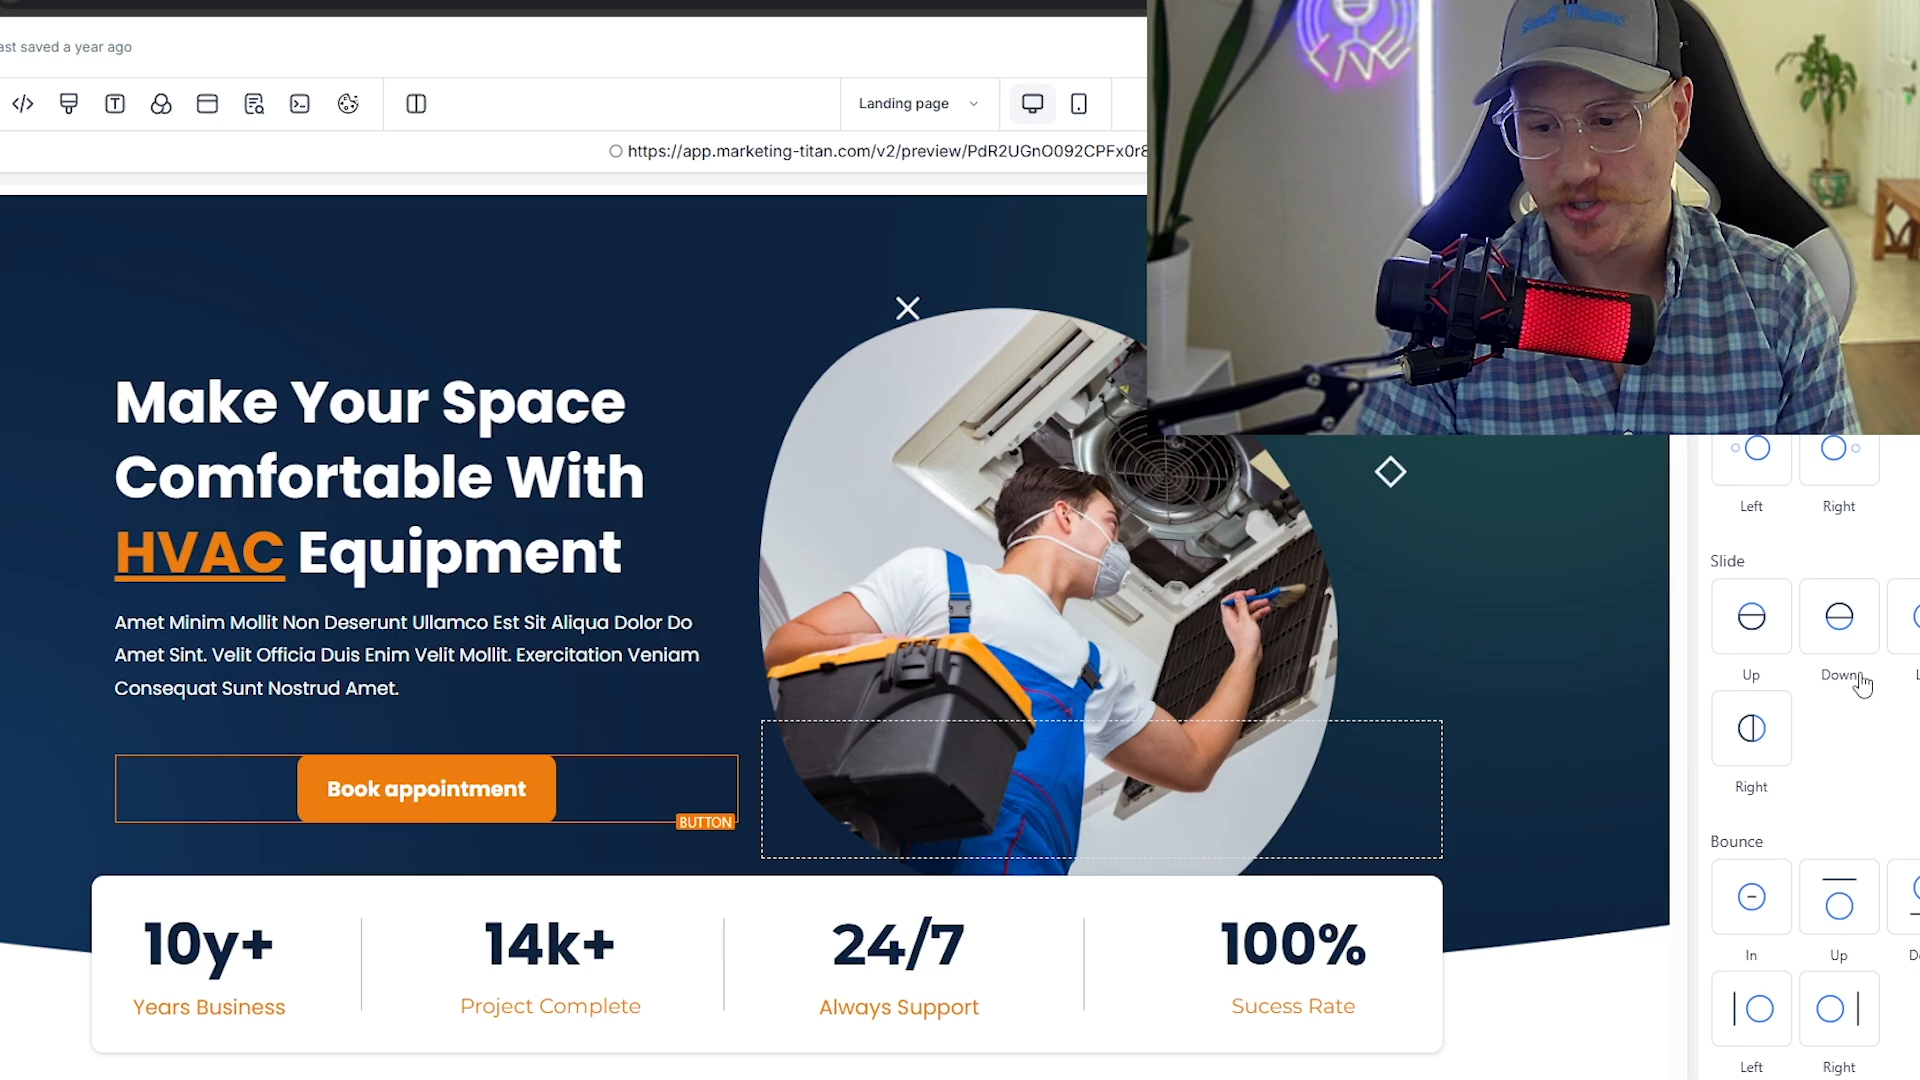 ast saved a year ago
Landing page
https://app.marketing-titan.com/v2/preview/PdR2UGnO092CPFx0r8
LIVE
Make Your Space
Comfortable With
HVAC Equipment
Amet Minim Mollit Non Deserunt Ullamco Est Sit Aliqua Dolor Do
Amet Sint. Velit Officia Duis Enim Velit Mollit. Exercitation Veniam
Consequat Sunt Nostrud Amet.
Book appointment
BUTTON
10y+
Years Business
14k+
Project Complete
24/7
Always Support
100%
Sucess Rate
Left
Right
Slide
Up
Down
L
Right
Bounce
In
Up
D
Left
Right